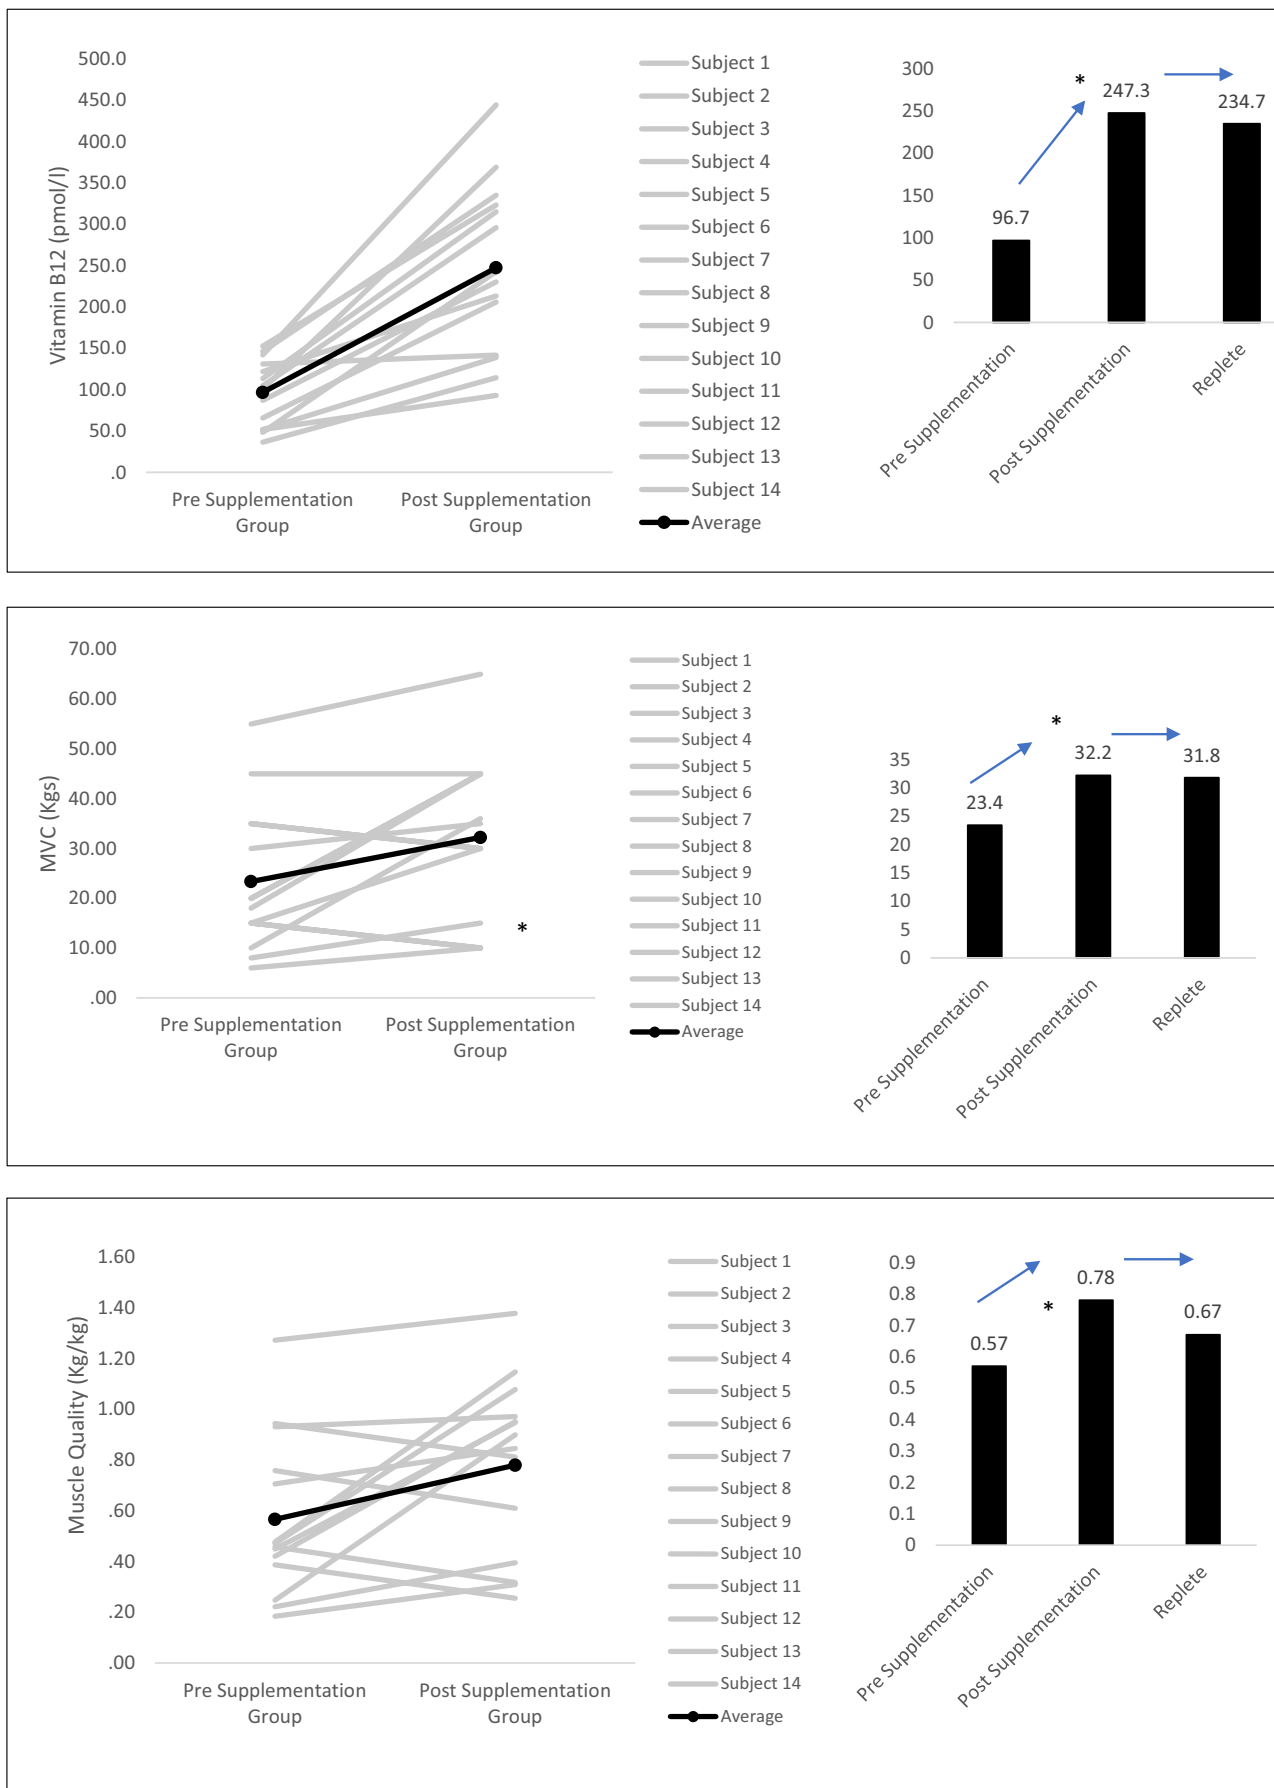 500.0
450.0
400.0
350.0
300.0
250.0
200.0
150.0
100.0
50.0
.0
Vitamin B12 (pmol/l)
Pre Supplementation
Group
Post Supplementation
Group
Subject 1
Subject 2
Subject 3
Subject 4
Subject 5
Subject 6
Subject 7
Subject 8
Subject 9
Subject 10
Subject 11
Subject 12
Subject 13
Subject 14
Average
300
250
200
150
100
50
0
96.7
*
247.3
234.7
Pre Supplementation
Post Supplementation
Replete
70.00
60.00
50.00
40.00
30.00
20.00
10.00
.00
MVC (Kgs)
*
Pre Supplementation
Group
Post Supplementation
Group
Subject 1
Subject 2
Subject 3
Subject 4
Subject 5
Subject 6
Subject 7
Subject 8
Subject 9
Subject 10
Subject 11
Subject 12
Subject 13
Subject 14
Average
35
30
25
20
15
10
5
0
23.4
*
32.2
31.8
Pre Supplementation
Post Supplementation
Replete
1.60
1.40
1.20
1.00
.80
.60
.40
.20
.00
Muscle Quality (Kg/kg)
Pre Supplementation
Group
Post Supplementation
Group
Subject 1
Subject 2
Subject 3
Subject 4
Subject 5
Subject 6
Subject 7
Subject 8
Subject 9
Subject 10
Subject 11
Subject 12
Subject 13
Subject 14
Average
0.9
0.8
0.7
0.6
0.5
0.4
0.3
0.2
0.1
0
0.57
*
0.78
0.67
Pre Supplementation
Post Supplementation
Replete